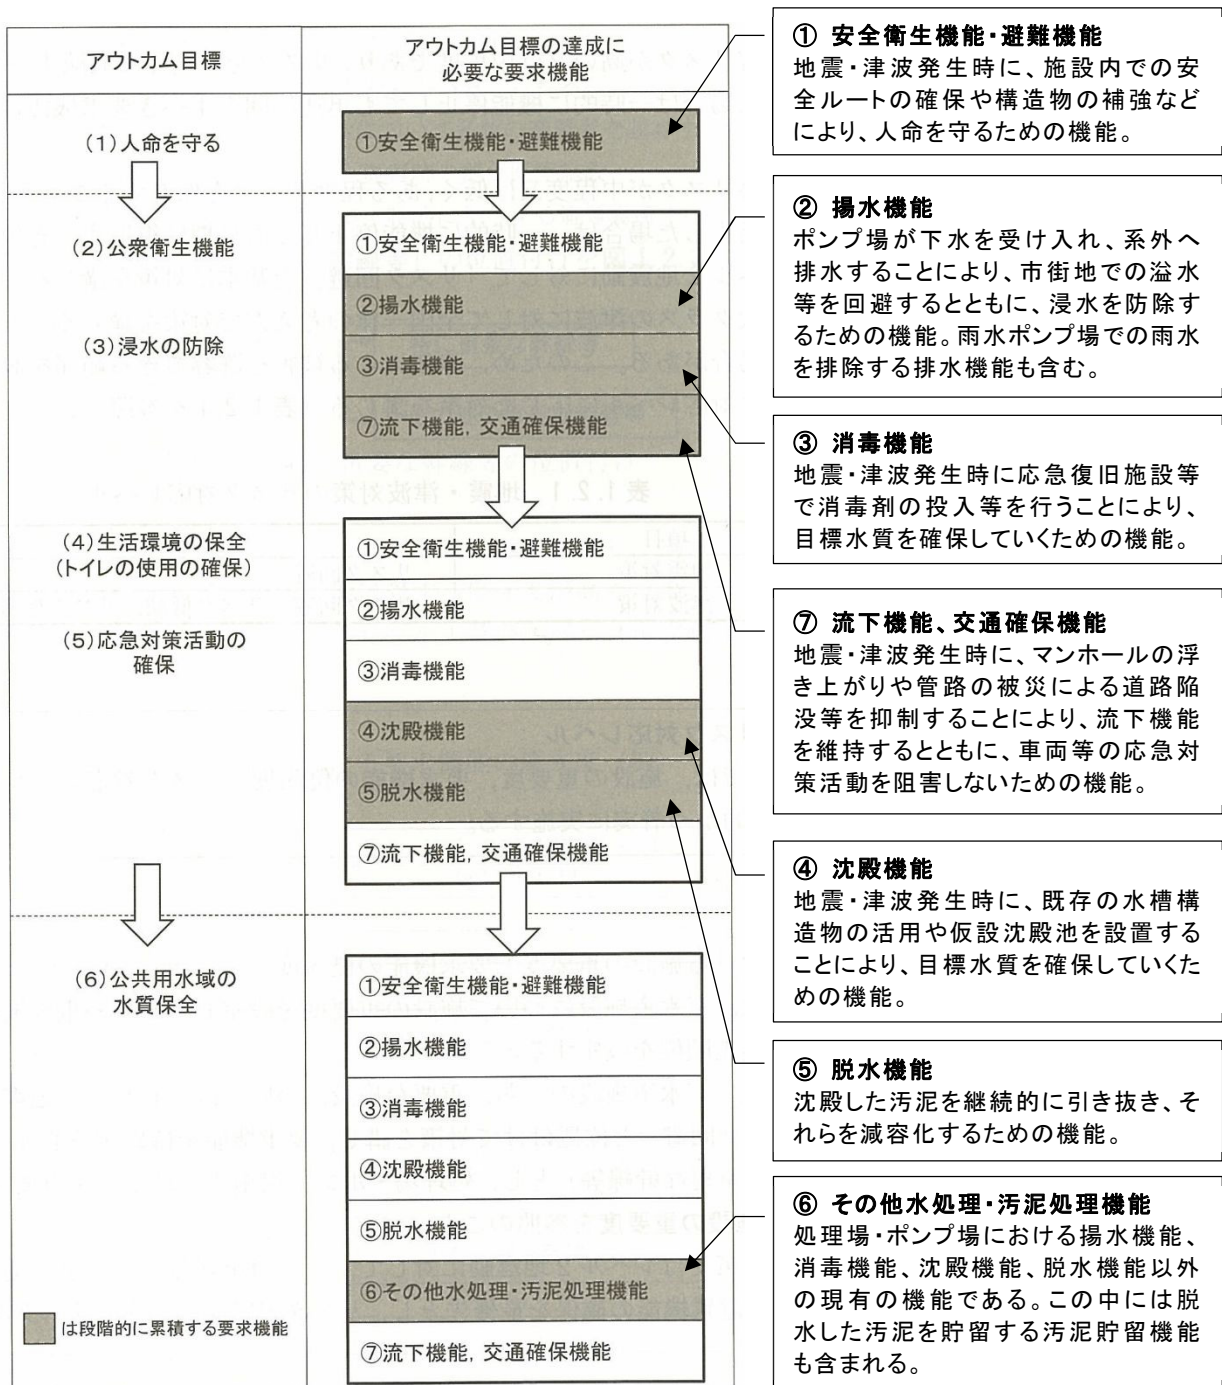 アウトカム目標
アウトカム目標の達成に
必要な要求機能
(1)人命を守る
①安全衛生機能・避難機能
(2)公衆衛生機能
(3)浸水の防除
①安全衛生機能・避難機能
②揚水機能
③消毒機能
⑦流下機能，交通確保機能
(4)生活環境の保全
(トイレの使用の確保)
(5)応急対策活動の
確保
①安全衛生機能・避難機能
②揚水機能
③消毒機能
④沈殿機能
⑤脱水機能
⑦流下機能，交通確保機能
(6)公共用水域の
水質保全
①安全衛生機能・避難機能
②揚水機能
③消毒機能
④沈殿機能
⑤脱水機能
⑥その他水処理・汚泥処理機能
⑦流下機能，交通確保機能
は段階的に累積する要求機能
① 安全衛生機能・避難機能
地震・津波発生時に、施設内での安
全ルートの確保や構造物の補強など
により、人命を守るための機能。
② 揚水機能
ポンプ場が下水を受け入れ、系外へ
排水することにより、市街地での溢水
等を回避するとともに、浸水を防除す
るための機能。雨水ポンプ場での雨水
を排除する排水機能も含む。
③ 消毒機能
地震・津波発生時に応急復旧施設等
で消毒剤の投入等を行うことにより、
目標水質を確保していくための機能。
⑦ 流下機能、交通確保機能
地震・津波発生時に、マンホールの浮
き上がりや管路の被災による道路陥
没等を抑制することにより、流下機能
を維持するとともに、車両等の応急対
策活動を阻害しないための機能。
④ 沈殿機能
地震・津波発生時に、既存の水槽構
造物の活用や仮設沈殿池を設置する
ことにより、目標水質を確保していくた
めの機能。
⑤ 脱水機能
沈殿した汚泥を継続的に引き抜き、そ
れらを減容化するための機能。
⑥ その他水処理・汚泥処理機能
処理場・ポンプ場における揚水機能、
消毒機能、沈殿機能、脱水機能以外
の現有の機能である。この中には脱
水した汚泥を貯留する汚泥貯留機能
も含まれる。